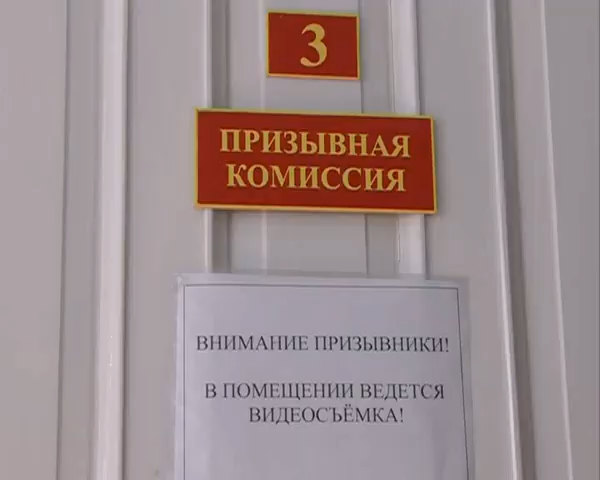 3
ПРИЗЫВНАЯ
КОМИССИЯ
ВНИМАНИЕ ПРИЗЫВНИКИ!
В ПОМЕЩЕНИИ ВЕДЕТСЯ
ВИДЕОСЪЁМКА!